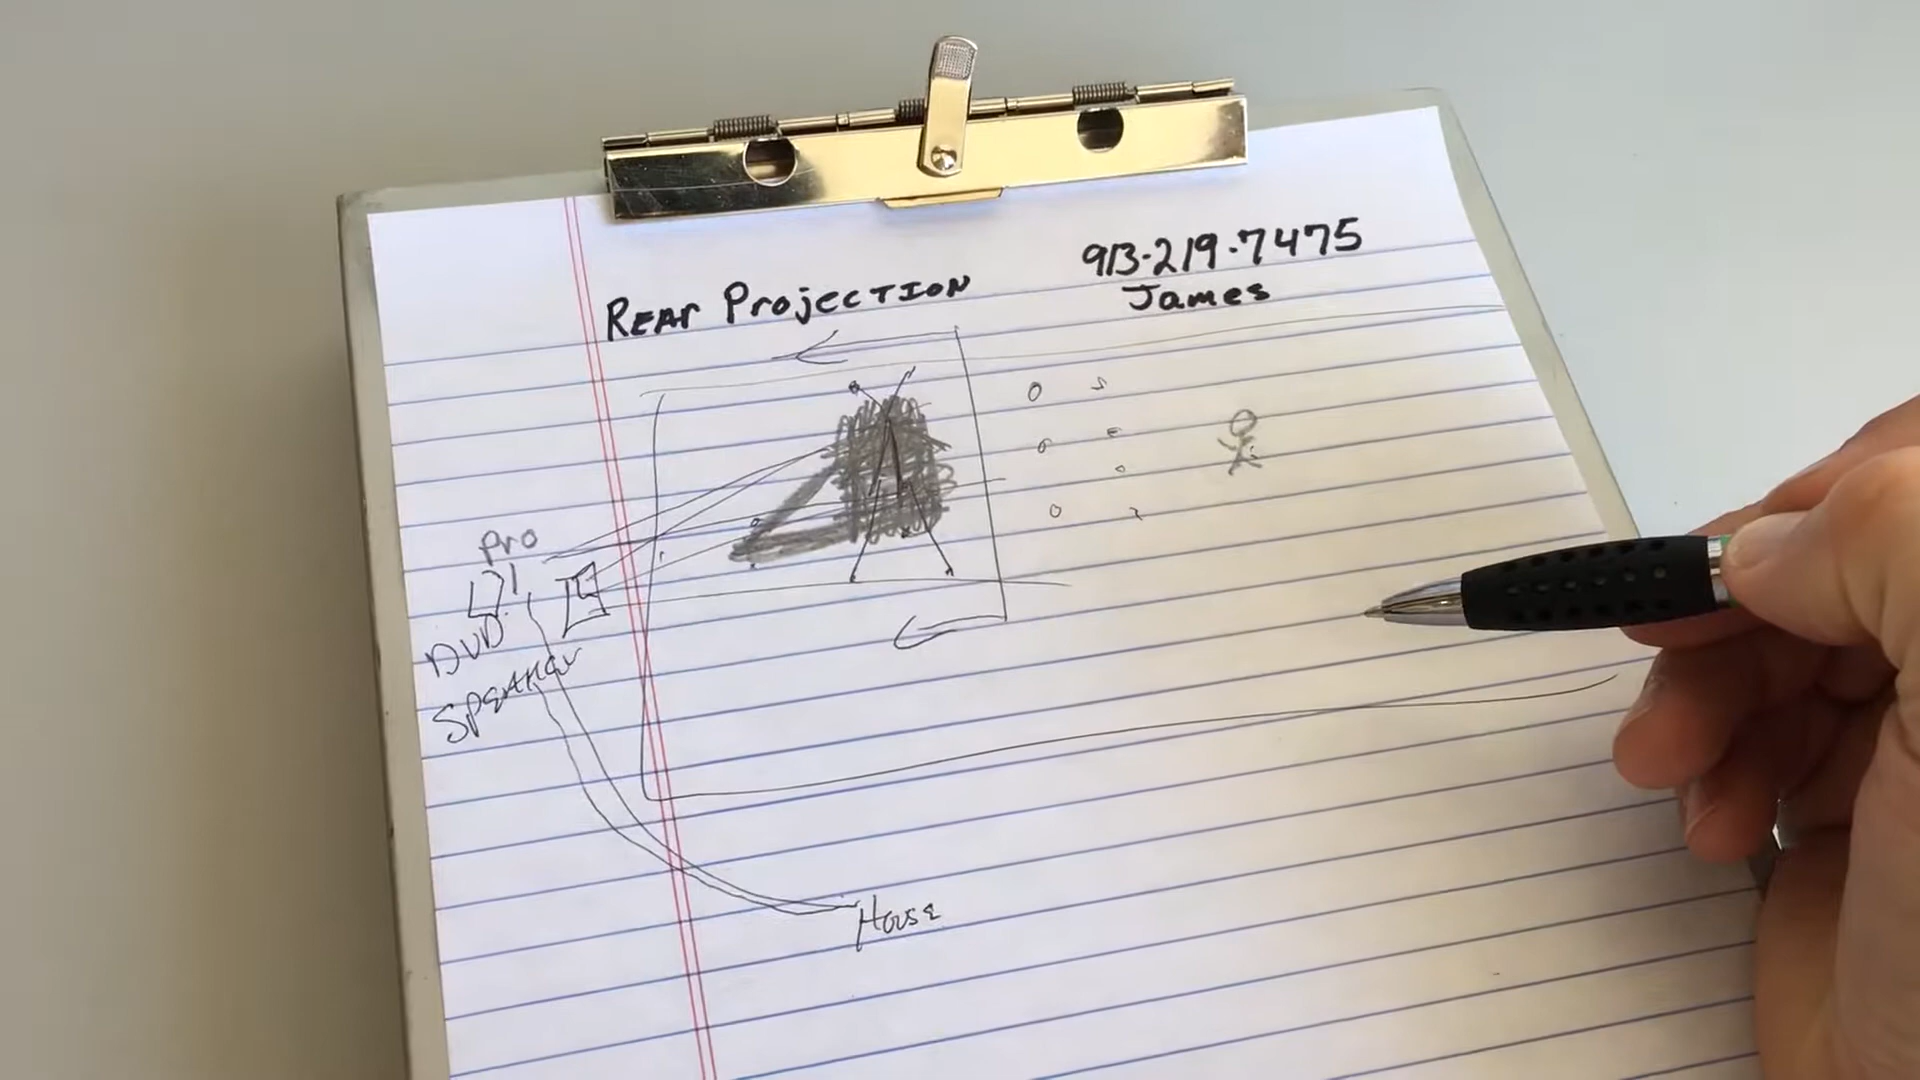 REAr ProjecTION
913-219-7475
James
Pro
DVD
SPEAKEr
House